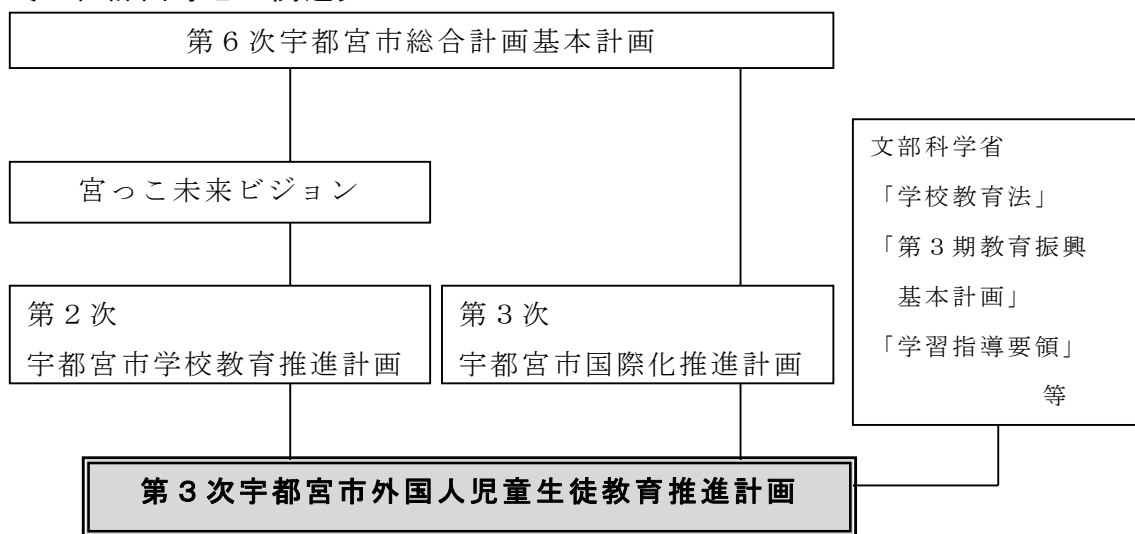 第６次宇都宮市総合計画基本計画
宮っこ未来ビジョン
第２次
宇都宮市学校教育推進計画
第３次
宇都宮市国際化推進計画
文部科学省
「学校教育法」
「第３期教育振興
基本計画」
「学習指導要領」
等
第３次宇都宮市外国人児童生徒教育推進計画